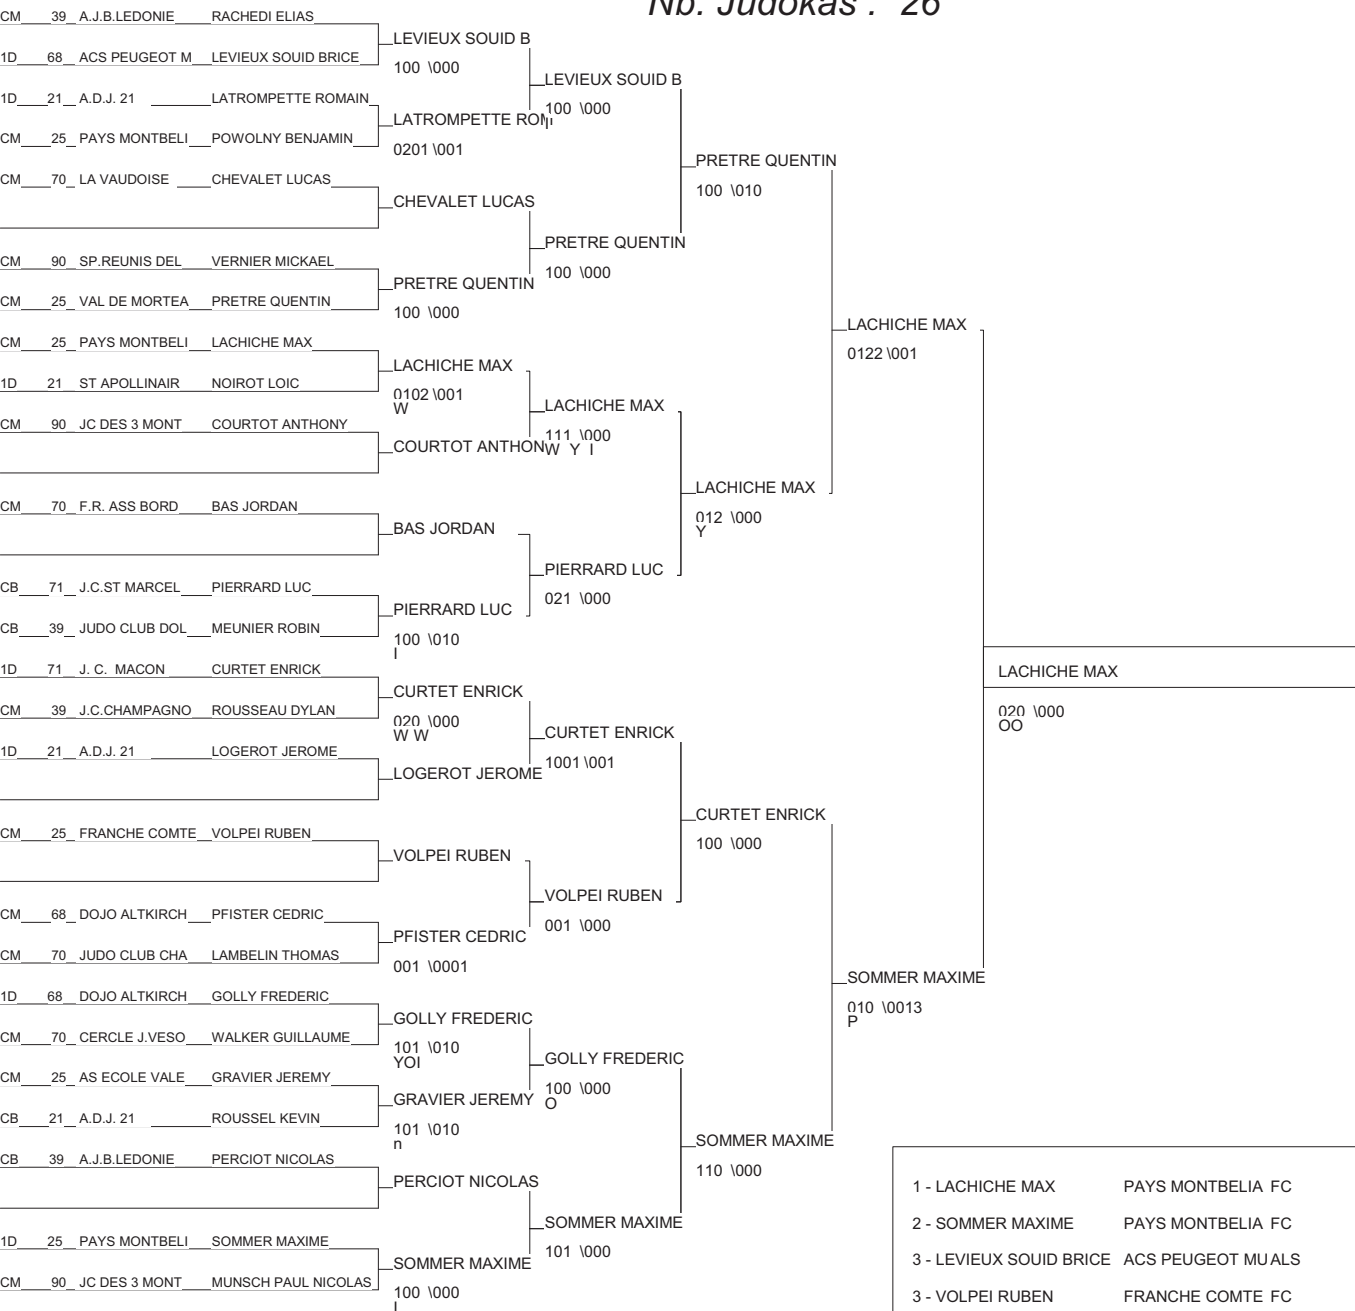 Nb. Judokas : 26
CM 39 A.J.B.LEDONIE RACHEDI ELIAS
LEVIEUX SOUID B
1D 68 ACS PEUGEOT M LEVIEUX SOUID BRICE
100 \000
LEVIEUX SOUID B
1D 21 A.D.J. 21 LATROMPETTE ROMAIN
100 \000
LATROMPETTE ROMI
CM 25 PAYS MONTBELI POWOLNY BENJAMIN
0201 \001
PRETRE QUENTIN
CM 70 LA VAUDOISE CHEVALET LUCAS
100 \010
CHEVALET LUCAS
PRETRE QUENTIN
CM 90 SP.REUNIS DEL VERNIER MICKAEL
100 \000
PRETRE QUENTIN
CM 25 VAL DE MORTEA PRETRE QUENTIN
100 \000
LACHICHE MAX
CM 25 PAYS MONTBELI LACHICHE MAX
0122 \001
LACHICHE MAX
1D 21 ST APOLLINAIR NOIROT LOIC
0102 \001
W
LACHICHE MAX
CM 90 JC DES 3 MONT COURTOT ANTHONY
111 \000
COURTOT ANTHON
W Y I
LACHICHE MAX
CM 70 F.R. ASS BORD BAS JORDAN
012 \000
Y
BAS JORDAN
PIERRARD LUC
CB 71 J.C.ST MARCEL PIERRARD LUC
021 \000
PIERRARD LUC
CB 39 JUDO CLUB DOL MEUNIER ROBIN
100 \010
I
1D 71 J. C. MACON CURTET ENRICK
LACHICHE MAX
CURTET ENRICK
CM 39 J.C.CHAMPAGNO ROUSSEAU DYLAN
020 \000
OO
020 \000
W W
CURTET ENRICK
1D 21 A.D.J. 21 LOGEROT JEROME
1001 \001
LOGEROT JEROME
CURTET ENRICK
CM 25 FRANCHE COMTE VOLPEI RUBEN
100 \000
VOLPEI RUBEN
VOLPEI RUBEN
CM 68 DOJO ALTKIRCH PFISTER CEDRIC
001 \000
PFISTER CEDRIC
CM 70 JUDO CLUB CHA LAMBELIN THOMAS
001 \0001
SOMMER MAXIME
1D 68 DOJO ALTKIRCH GOLLY FREDERIC
010 \0013
P
GOLLY FREDERIC
CM 70 CERCLE J.VESO WALKER GUILLAUME
101 \010
YOI
GOLLY FREDERIC
CM 25 AS ECOLE VALE GRAVIER JEREMY
100 \000
O
GRAVIER JEREMY
CB 21 A.D.J. 21 ROUSSEL KEVIN
101 \010
n
SOMMER MAXIME
CB 39 A.J.B.LEDONIE PERCIOT NICOLAS
110 \000
PERCIOT NICOLAS
SOMMER MAXIME
1D 25 PAYS MONTBELI SOMMER MAXIME
101 \000
SOMMER MAXIME
CM 90 JC DES 3 MONT MUNSCH PAUL NICOLAS
100 \000
1 - LACHICHE MAX PAYS MONTBELIA FC
2 - SOMMER MAXIME PAYS MONTBELIA FC
3 - LEVIEUX SOUID BRICE ACS PEUGEOT MU ALS
3 - VOLPEI RUBEN FRANCHE COMTE FC